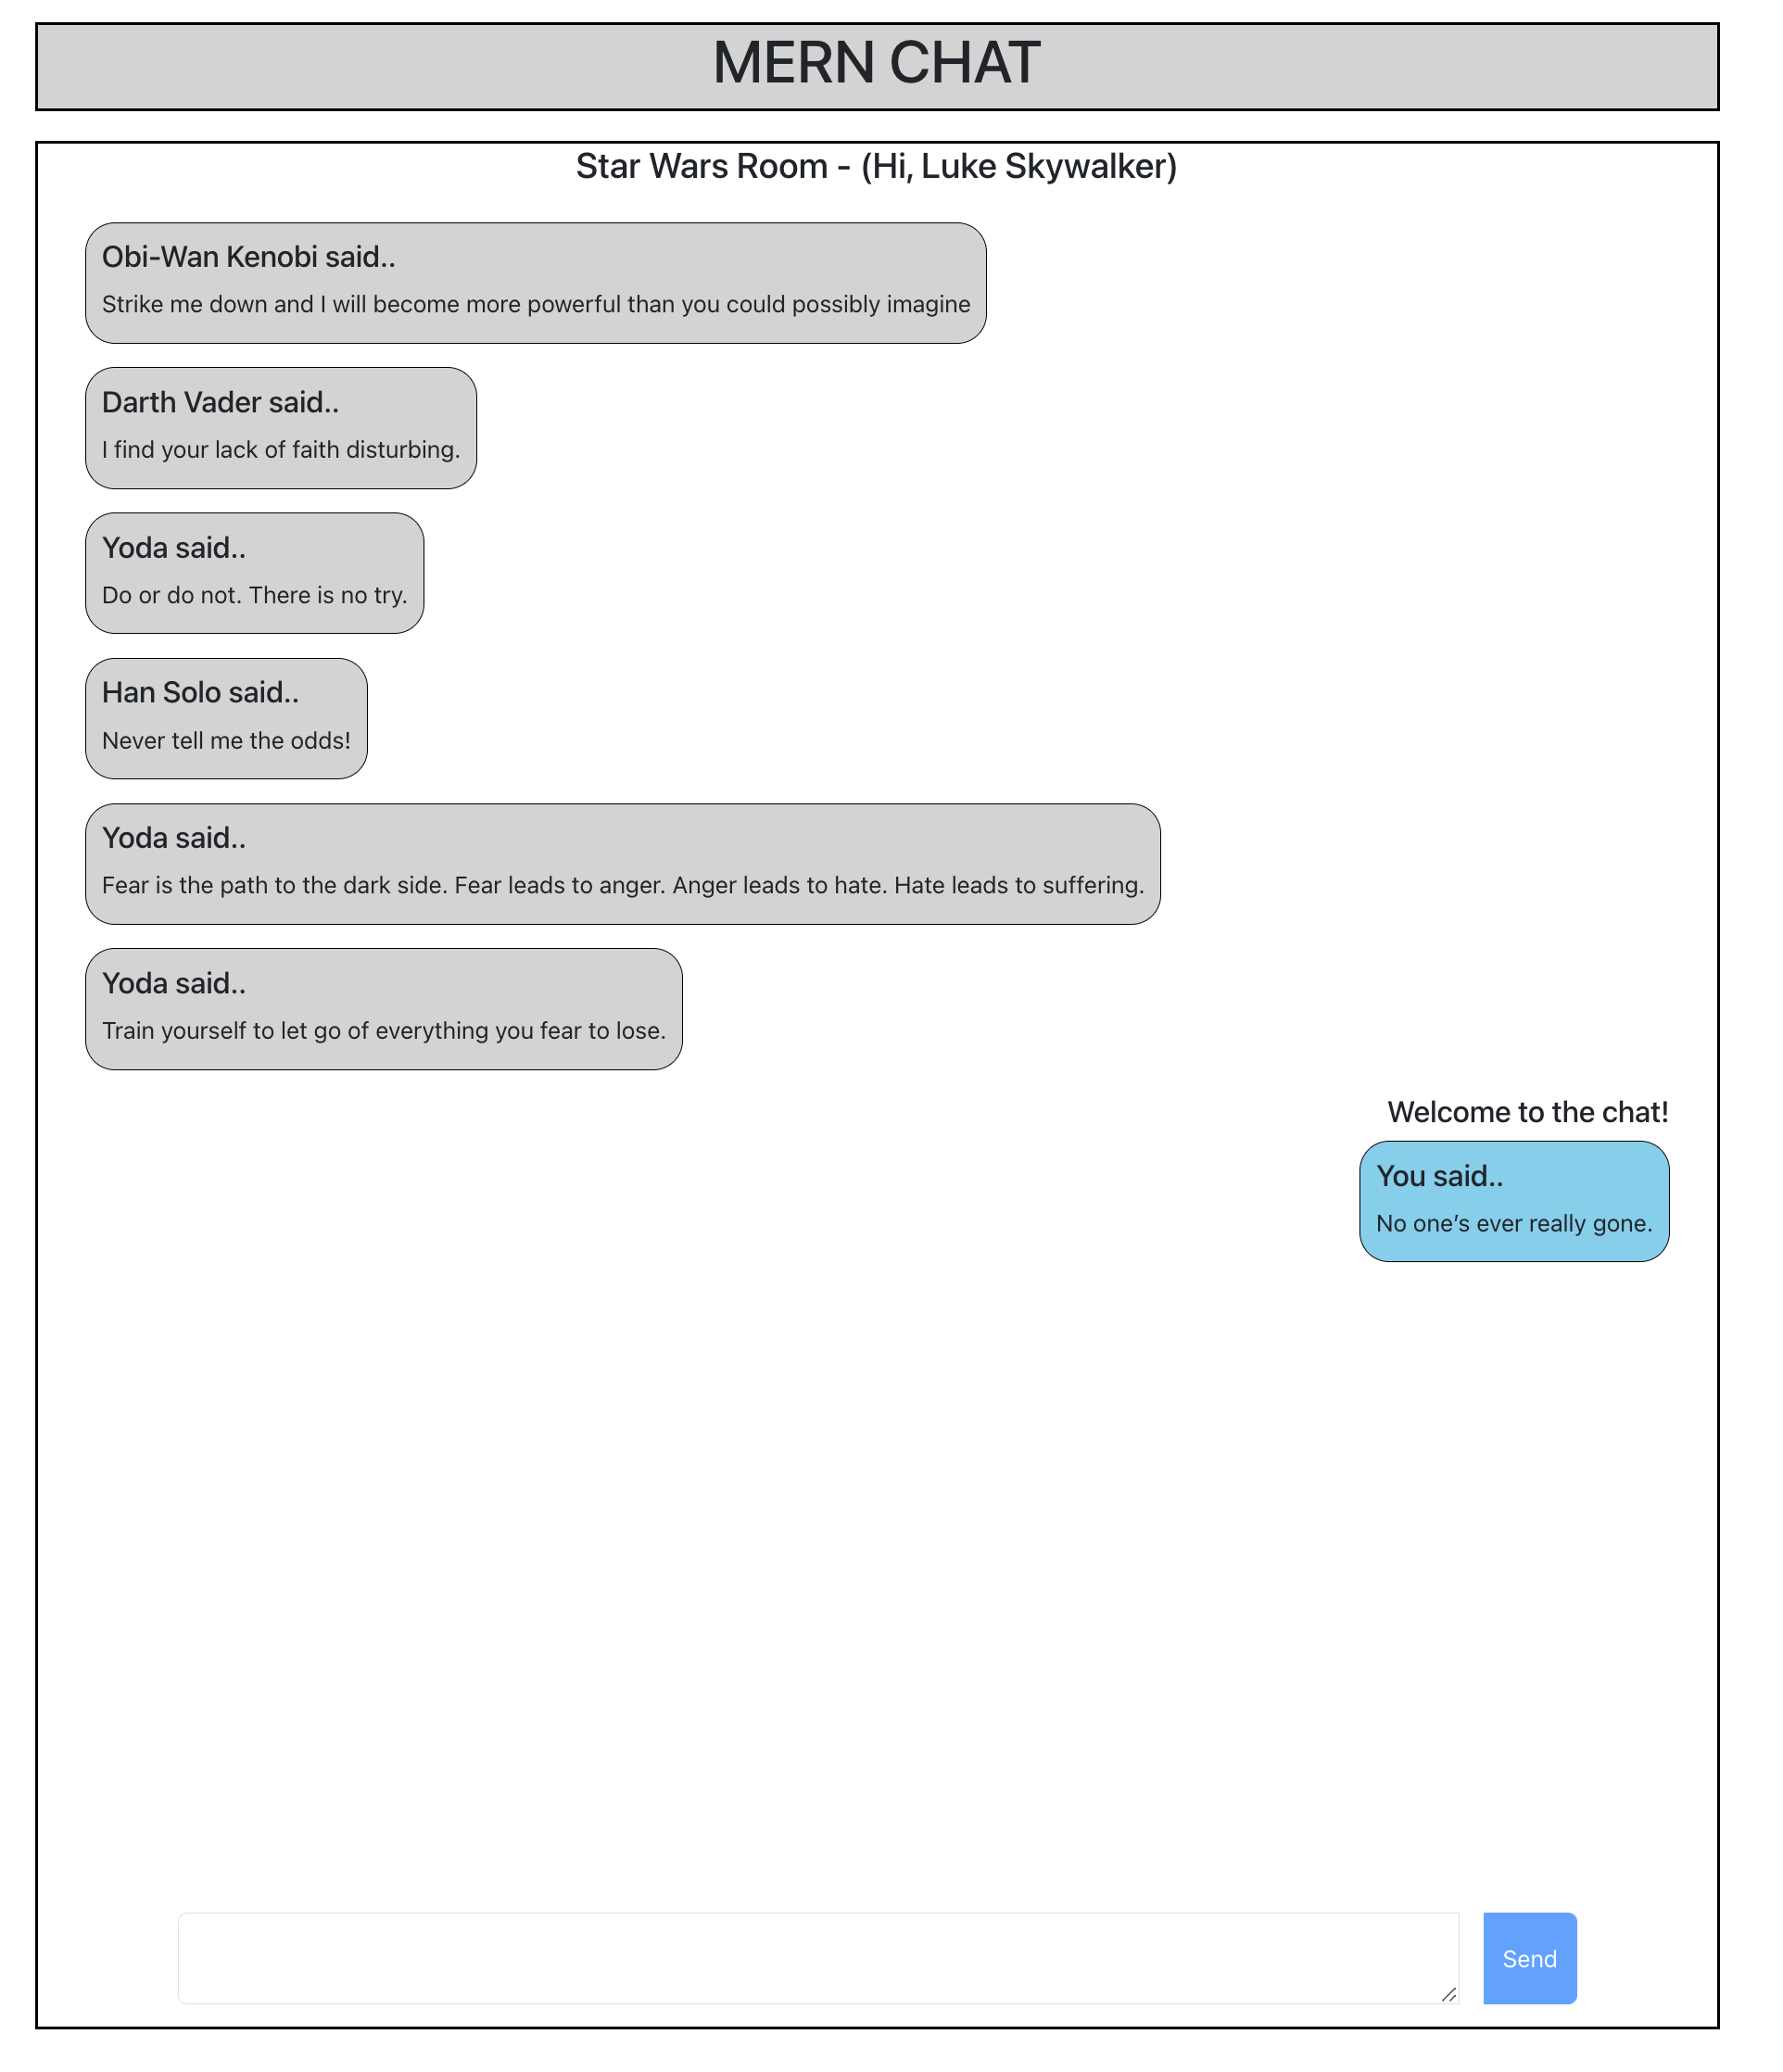 MERN CHAT
Star Wars Room - (Hi, Luke Skywalker)
Obi-Wan Kenobi said..
Strike me down and I will become more powerful than you could possibly imagine
Darth Vader said..
I find your lack of faith disturbing.
Yoda said..
Do or do not. There is no try.
Han Solo said..
Never tell me the odds!
Yoda said..
Fear is the path to the dark side. Fear leads to anger. Anger leads to hate. Hate leads to suffering.
Yoda said..
Train yourself to let go of everything you fear to lose.
Welcome to the chat!
You said..
No one’s ever really gone.
Send